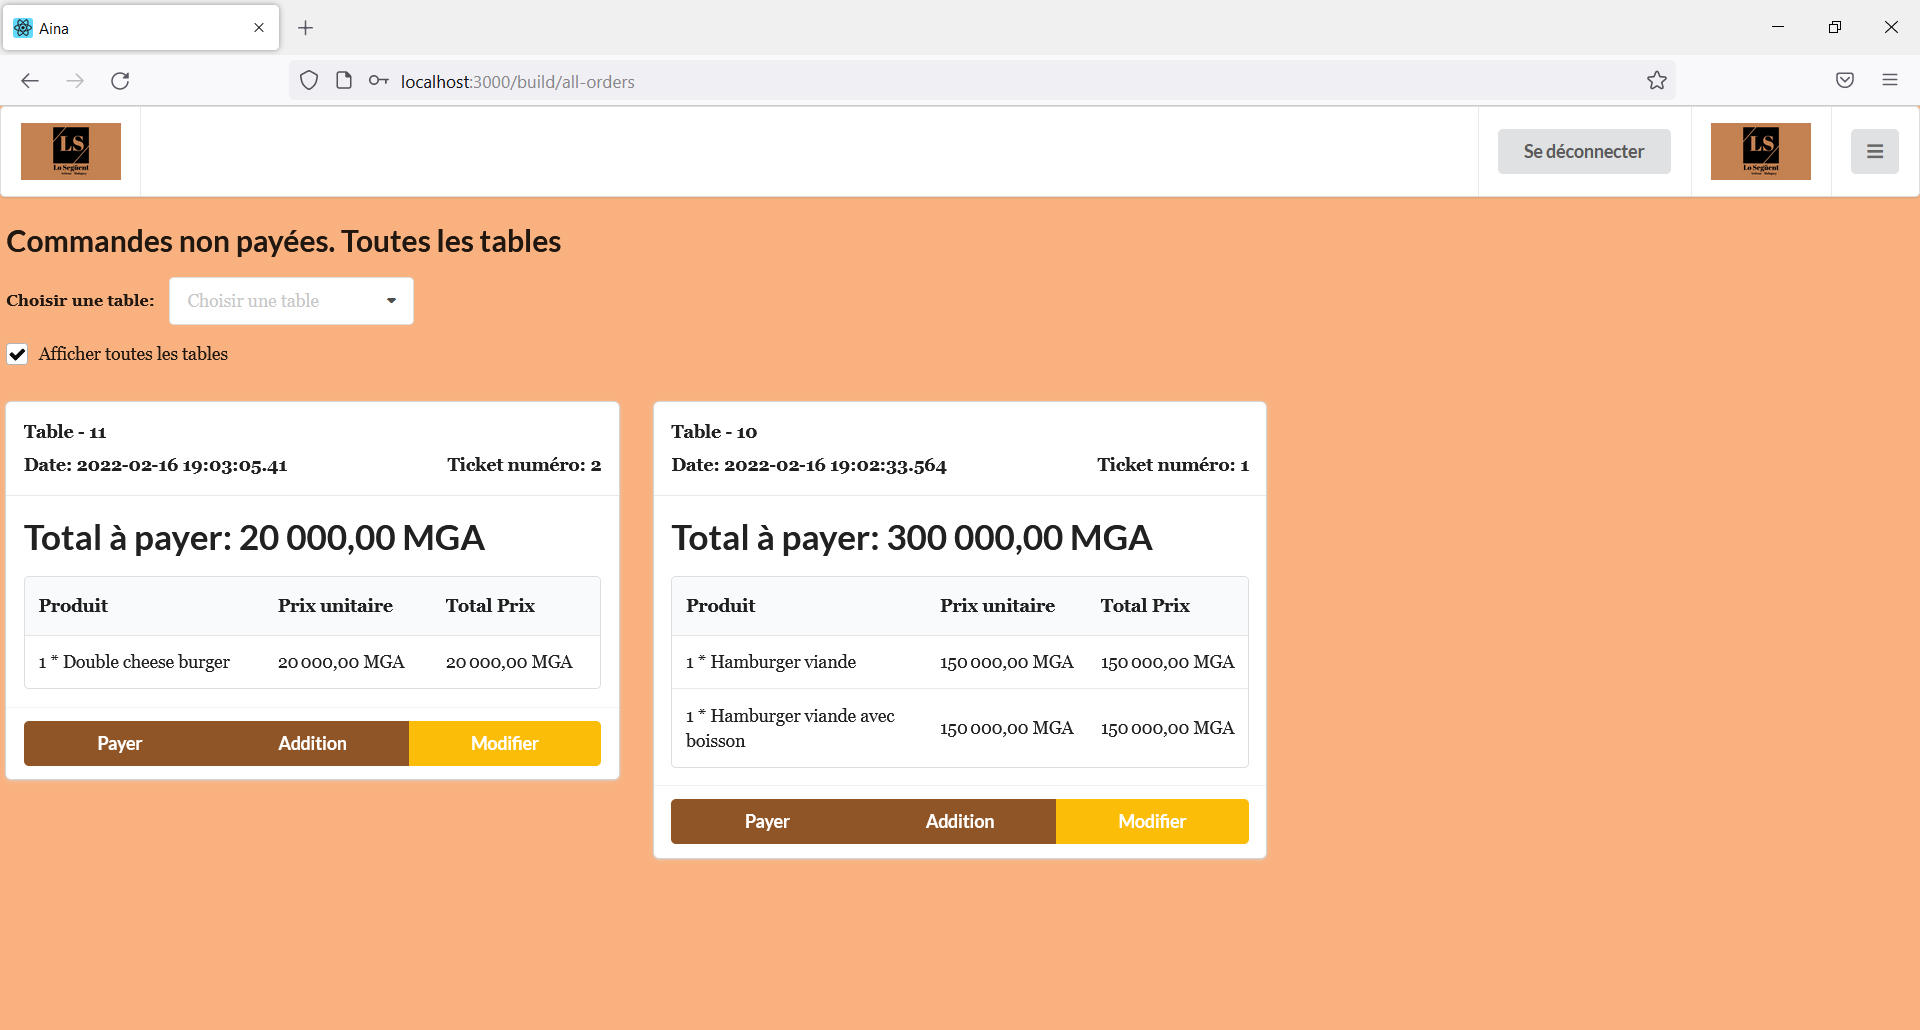 Aina
localhost:3000/build/all-orders
LS
Lo Següent
Se déconnecter
LS
Lo Següent
Commandes non payées. Toutes les tables
Choisir une table: Choisir une table
Afficher toutes les tables
Table - 11
Date: 2022-02-16 19:03:05.41 Ticket numéro: 2
Total à payer: 20 000,00 MGA
Produit Prix unitaire Total Prix
1 * Double cheese burger 20 000,00 MGA 20 000,00 MGA
Payer Addition Modifier
Table - 10
Date: 2022-02-16 19:02:33.564 Ticket numéro: 1
Total à payer: 300 000,00 MGA
Produit Prix unitaire Total Prix
1 * Hamburger viande 150 000,00 MGA 150 000,00 MGA
1 * Hamburger viande avec
boisson 150 000,00 MGA 150 000,00 MGA
Payer Addition Modifier